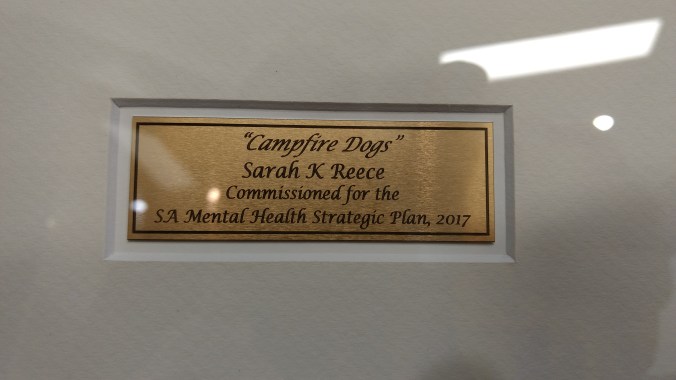 "Campfire Dogs"
Sarah K Reece
Commissioned for the
SA Mental Health Strategic Plan, 2017